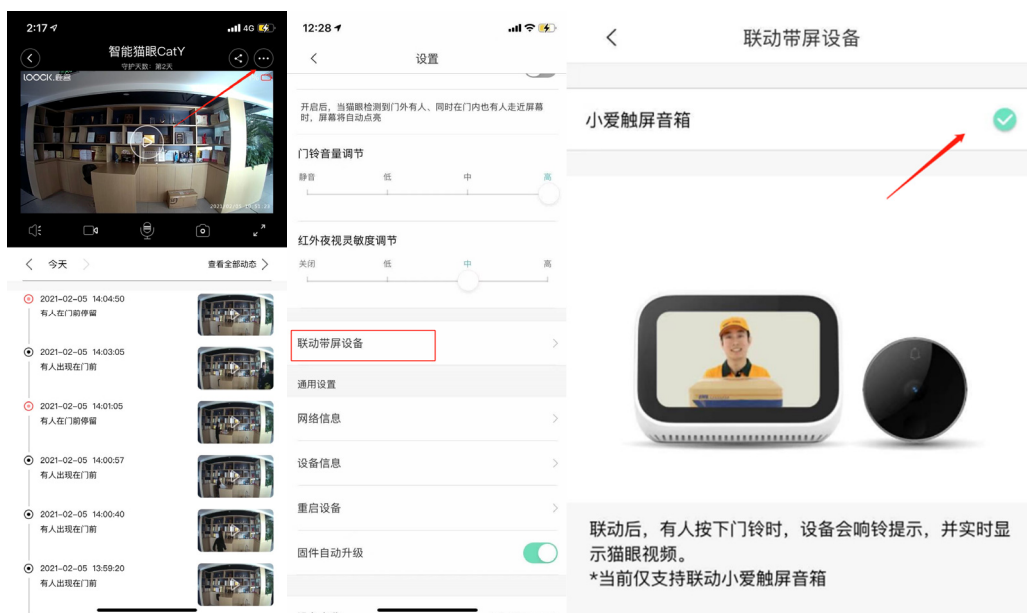 2:17
4G
智能猫眼CatY
守护天数：第2天
LOOCK.鹿客
2021/02/05 10:51:23
今天
查看全部动态
2021-02-05 14:04:50
有人在门前停留
2021-02-05 14:03:05
有人出现在门前
2021-02-05 14:01:05
有人在门前停留
2021-02-05 14:00:57
有人出现在门前
2021-02-05 14:00:40
有人出现在门前
2021-02-05 13:59:20
有人出现在门前
12:28
设置
开启后，当猫眼检测到门外有人、同时在门内也有人走近屏幕
时，屏幕将自动点亮
门铃音量调节
静音 低 中 高
红外夜视灵敏度调节
关闭 低 中 高
联动带屏设备
通用设置
网络信息
设备信息
重启设备
固件自动升级
联动带屏设备
小爱触屏音箱
联动后，有人按下门铃时，设备会响铃提示，并实时显
示猫眼视频。
*当前仅支持联动小爱触屏音箱